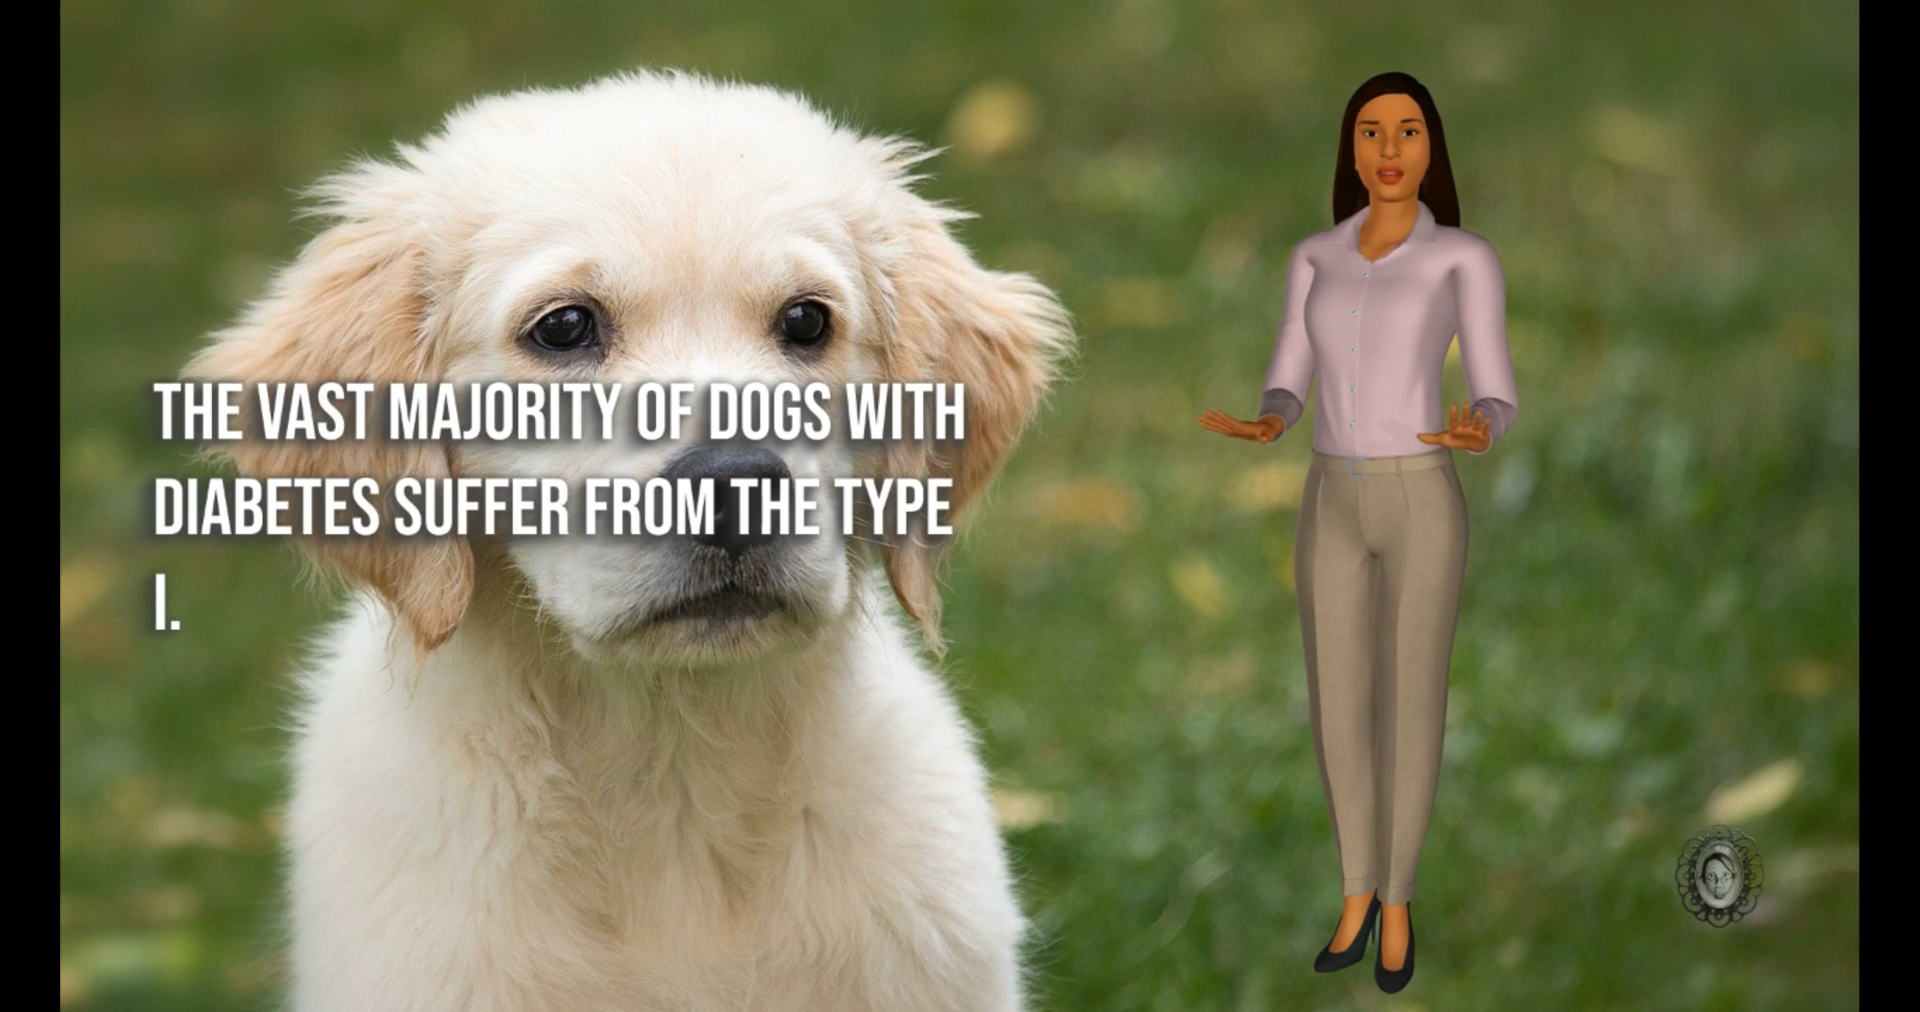 THE VAST MAJORITY OF DOGS WITH
DIABETES SUFFER FROM THE TYPE
I.